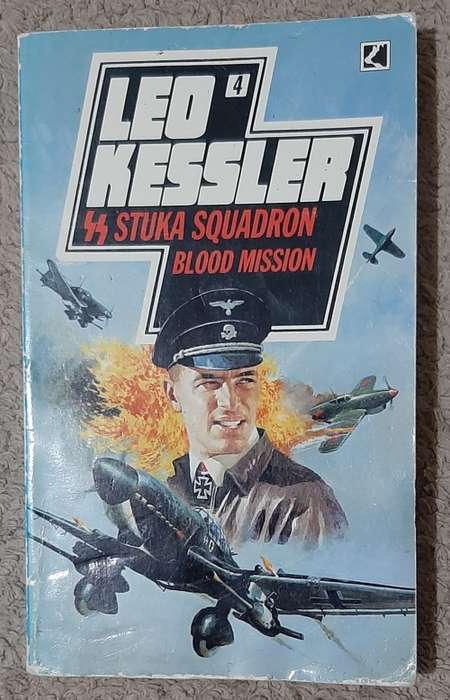 LEO 4
KESSLER
SS STUKA SQUADRON
BLOOD MISSION